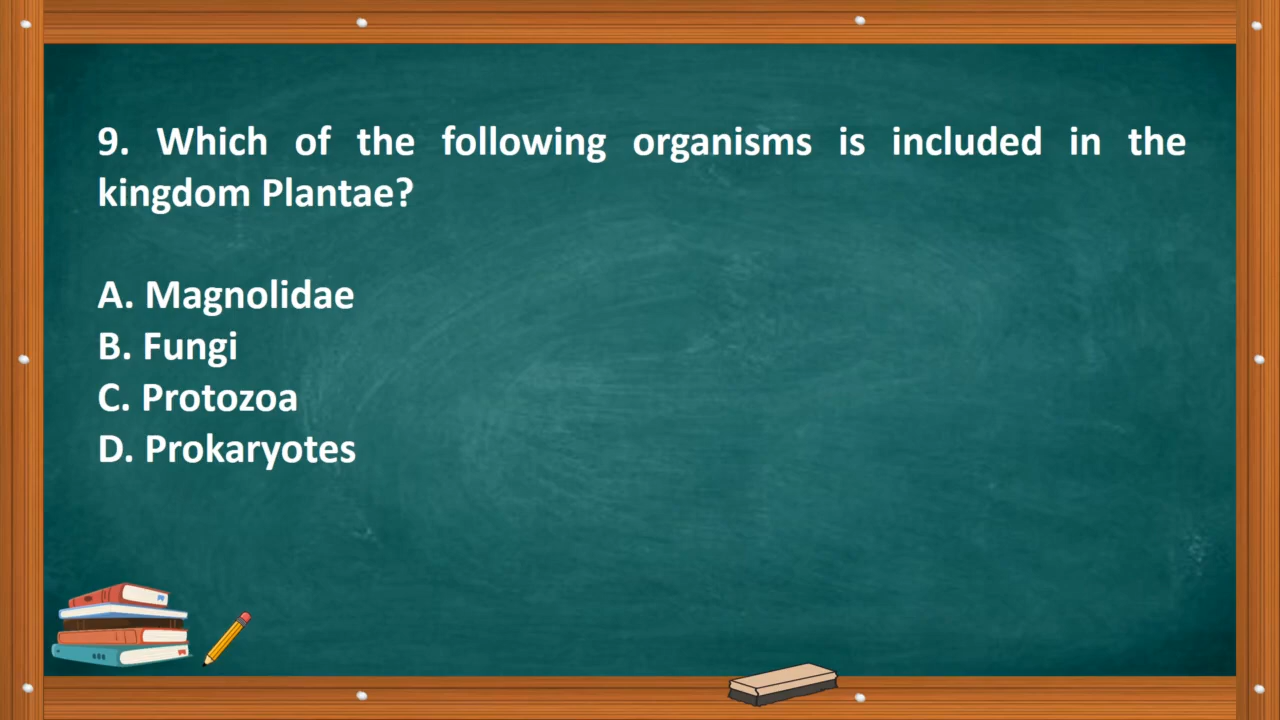 9. Which of the following organisms is included in the
kingdom Plantae?
A. Magnolidae
B. Fungi
C. Protozoa
D. Prokaryotes